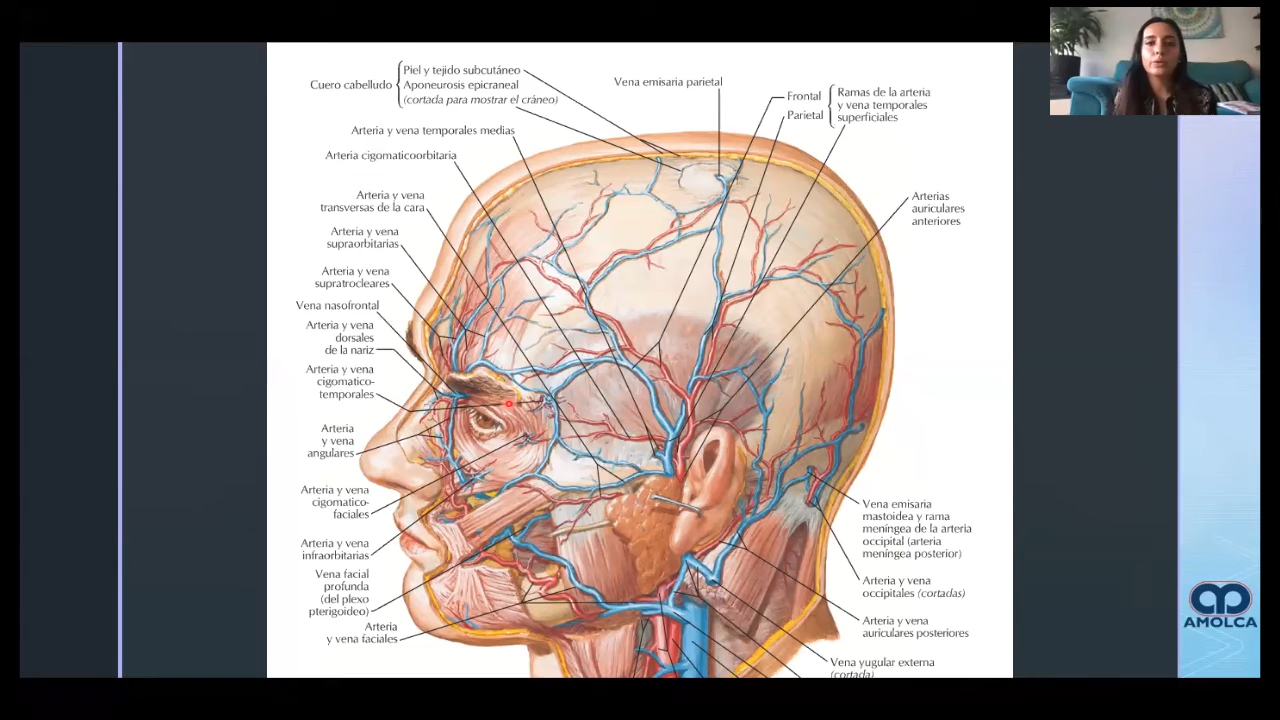 Cuero cabelludo
Piel y tejido subcutáneo
Aponeurosis epicraneal
(cortada para mostrar el cráneo)
Vena emisaria parietal
Frontal
Parietal
Ramas de la arteria
y vena temporales
superficiales
Arteria y vena temporales medias
Arteria cigomaticoorbitaria
Arteria y vena
transversas de la cara
Arteria y vena
supraorbitarias
Arteria y vena
supratrocleares
Vena nasofrontal
Arteria y vena
dorsales
de la nariz
Arteria y vena
cigomatico-
temporales
Arteria
y vena
angulares
Arteria y vena
cigomatico-
faciales
Arteria y vena
infraorbitarias
Vena facial
profunda
(del plexo
pterigoideo)
Arteria
y vena faciales
Arterias
auriculares
anteriores
Vena emisaria
mastoidea y rama
meníngea de la arteria
occipital (arteria
meníngea posterior)
Arteria y vena
occipitales (cortadas)
Arteria y vena
auriculares posteriores
Vena yugular externa
(cortada)
AMOLCA